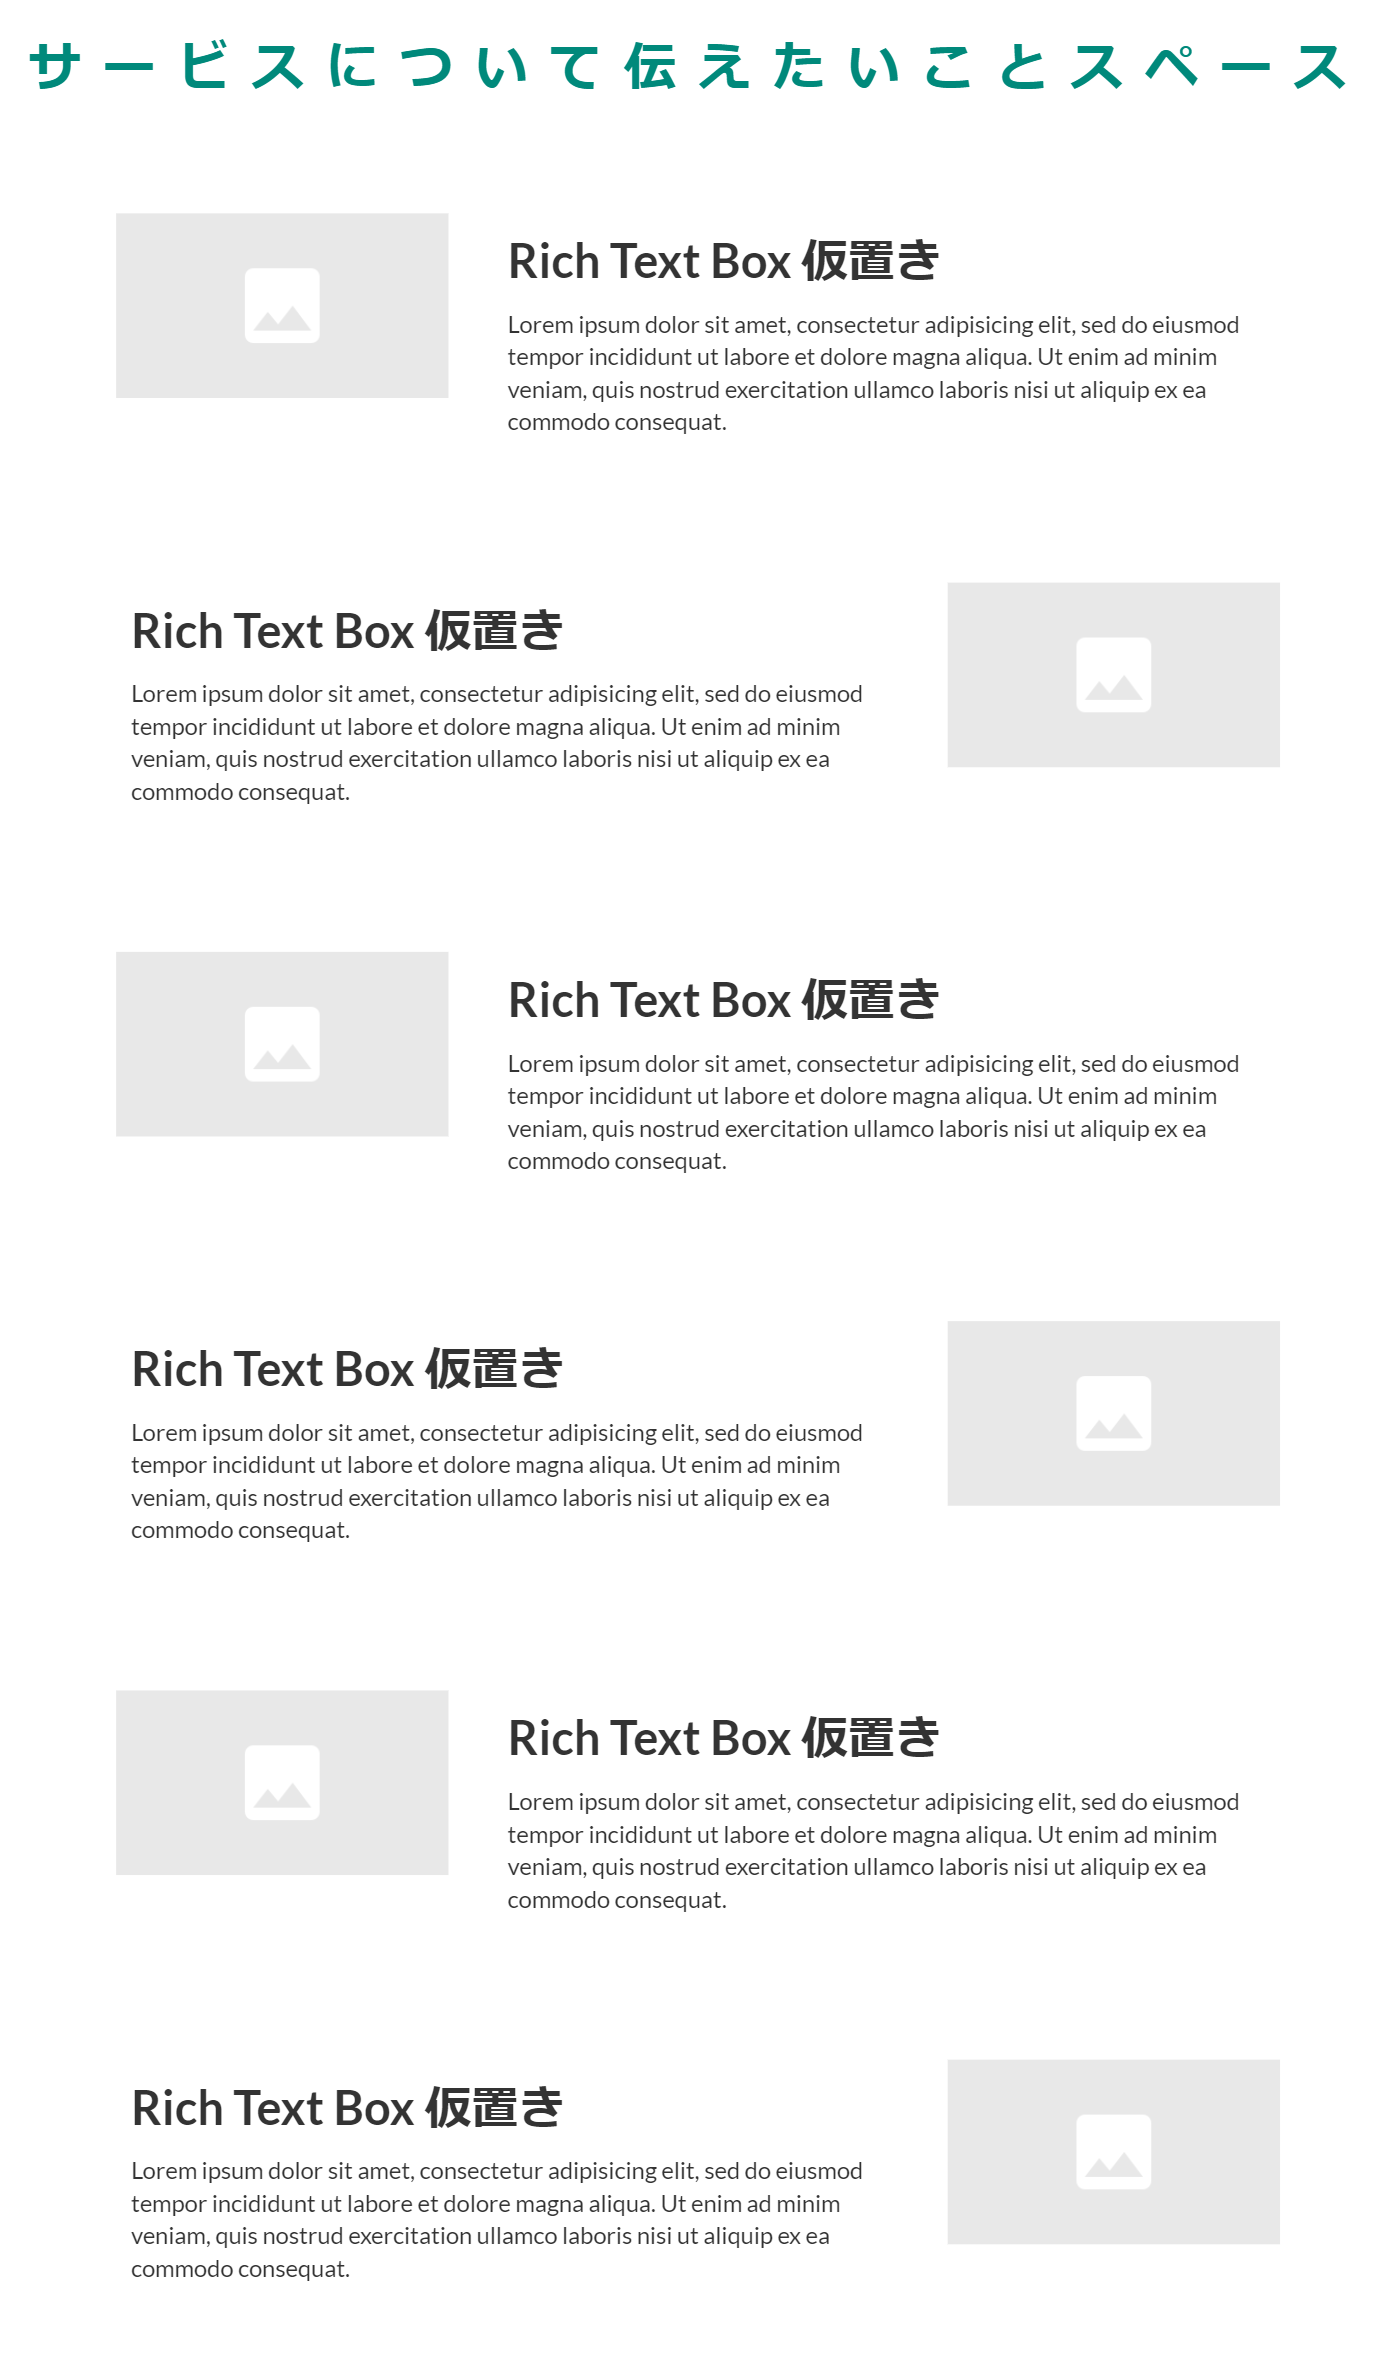 サービスについて伝えたいことスペース
Rich Text Box 仮置き
Lorem ipsum dolor sit amet, consectetur adipisicing elit, sed do eiusmod
tempor incididunt ut labore et dolore magna aliqua. Ut enim ad minim
veniam, quis nostrud exercitation ullamco laboris nisi ut aliquip ex ea
commodo consequat.
Rich Text Box 仮置き
Lorem ipsum dolor sit amet, consectetur adipisicing elit, sed do eiusmod
tempor incididunt ut labore et dolore magna aliqua. Ut enim ad minim
veniam, quis nostrud exercitation ullamco laboris nisi ut aliquip ex ea
commodo consequat.
Rich Text Box 仮置き
Lorem ipsum dolor sit amet, consectetur adipisicing elit, sed do eiusmod
tempor incididunt ut labore et dolore magna aliqua. Ut enim ad minim
veniam, quis nostrud exercitation ullamco laboris nisi ut aliquip ex ea
commodo consequat.
Rich Text Box 仮置き
Lorem ipsum dolor sit amet, consectetur adipisicing elit, sed do eiusmod
tempor incididunt ut labore et dolore magna aliqua. Ut enim ad minim
veniam, quis nostrud exercitation ullamco laboris nisi ut aliquip ex ea
commodo consequat.
Rich Text Box 仮置き
Lorem ipsum dolor sit amet, consectetur adipisicing elit, sed do eiusmod
tempor incididunt ut labore et dolore magna aliqua. Ut enim ad minim
veniam, quis nostrud exercitation ullamco laboris nisi ut aliquip ex ea
commodo consequat.
Rich Text Box 仮置き
Lorem ipsum dolor sit amet, consectetur adipisicing elit, sed do eiusmod
tempor incididunt ut labore et dolore magna aliqua. Ut enim ad minim
veniam, quis nostrud exercitation ullamco laboris nisi ut aliquip ex ea
commodo consequat.